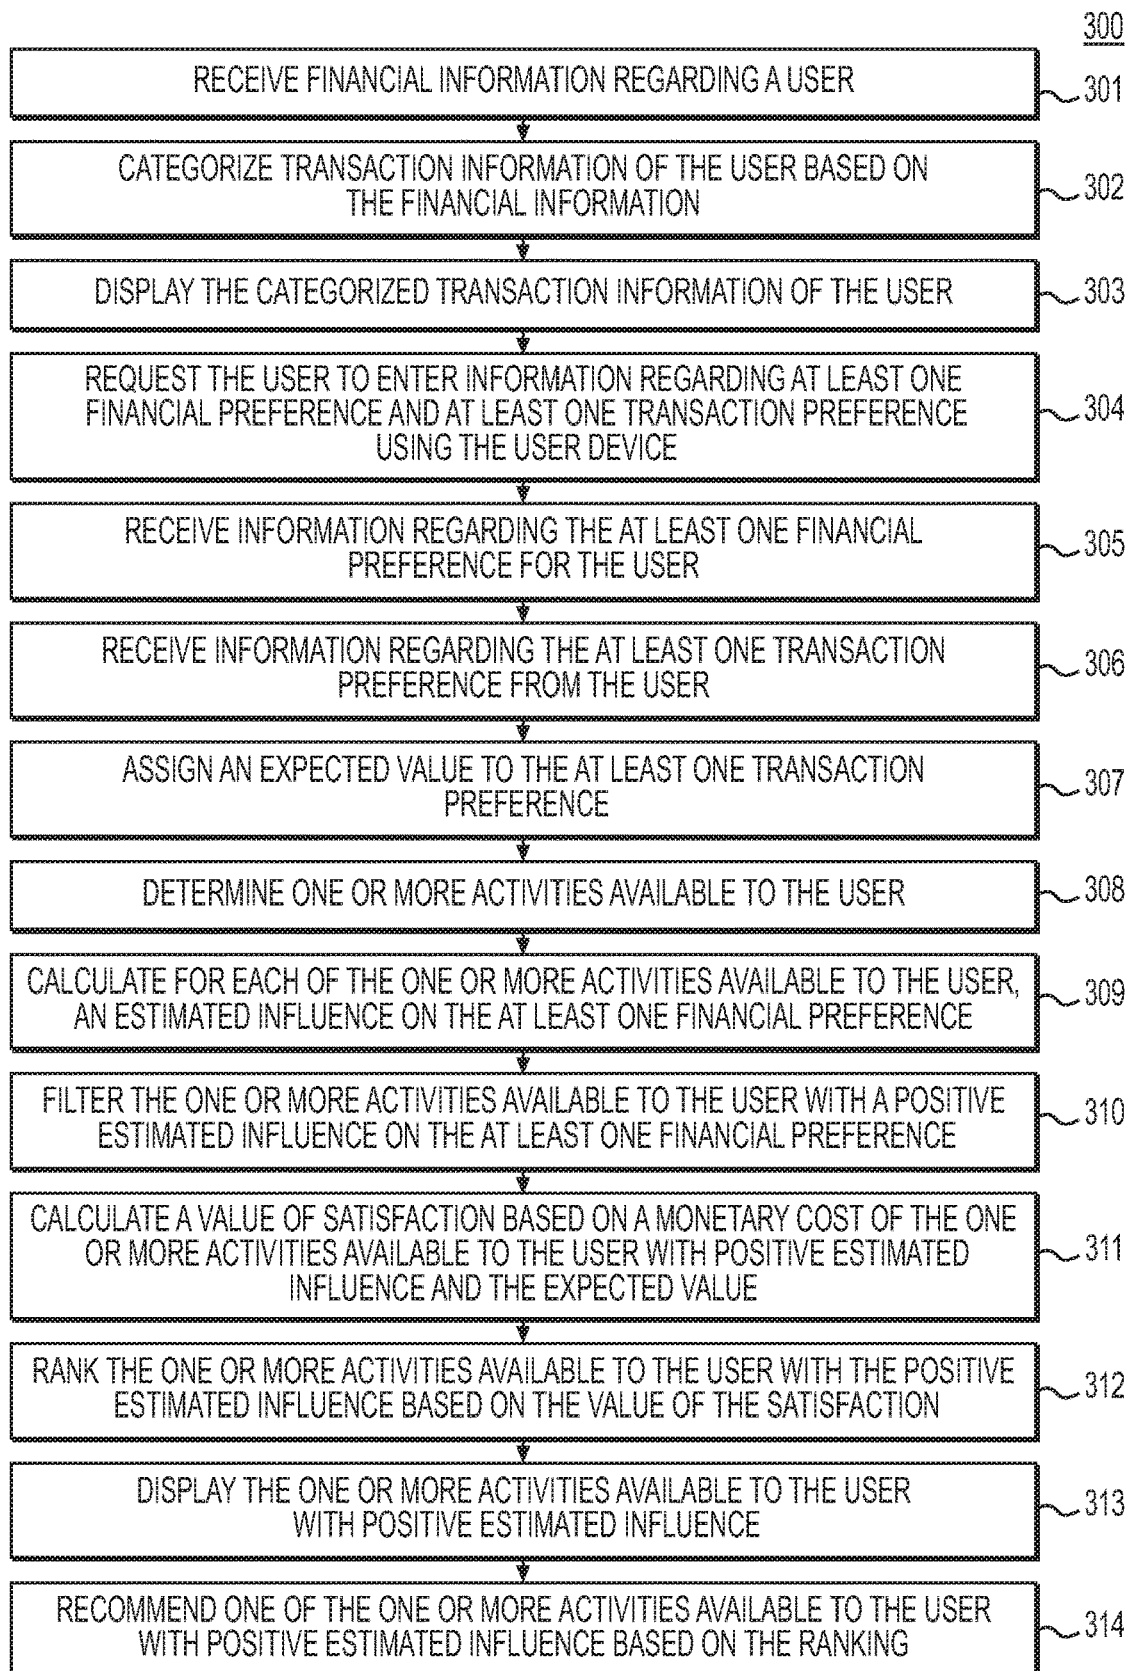 300
RECEIVE FINANCIAL INFORMATION REGARDING A USER
301
CATEGORIZE TRANSACTION INFORMATION OF THE USER BASED ON
THE FINANCIAL INFORMATION
302
DISPLAY THE CATEGORIZED TRANSACTION INFORMATION OF THE USER
303
REQUEST THE USER TO ENTER INFORMATION REGARDING AT LEAST ONE
FINANCIAL PREFERENCE AND AT LEAST ONE TRANSACTION PREFERENCE
USING THE USER DEVICE
304
RECEIVE INFORMATION REGARDING THE AT LEAST ONE FINANCIAL
PREFERENCE FOR THE USER
305
RECEIVE INFORMATION REGARDING THE AT LEAST ONE TRANSACTION
PREFERENCE FROM THE USER
306
ASSIGN AN EXPECTED VALUE TO THE AT LEAST ONE TRANSACTION
PREFERENCE
307
DETERMINE ONE OR MORE ACTIVITIES AVAILABLE TO THE USER
308
CALCULATE FOR EACH OF THE ONE OR MORE ACTIVITIES AVAILABLE TO THE USER,
AN ESTIMATED INFLUENCE ON THE AT LEAST ONE FINANCIAL PREFERENCE
309
FILTER THE ONE OR MORE ACTIVITIES AVAILABLE TO THE USER WITH A POSITIVE
ESTIMATED INFLUENCE ON THE AT LEAST ONE FINANCIAL PREFERENCE
310
CALCULATE A VALUE OF SATISFACTION BASED ON A MONETARY COST OF THE ONE
OR MORE ACTIVITIES AVAILABLE TO THE USER WITH POSITIVE ESTIMATED
INFLUENCE AND THE EXPECTED VALUE
311
RANK THE ONE OR MORE ACTIVITIES AVAILABLE TO THE USER WITH THE POSITIVE
ESTIMATED INFLUENCE BASED ON THE VALUE OF THE SATISFACTION
312
DISPLAY THE ONE OR MORE ACTIVITIES AVAILABLE TO THE USER
WITH POSITIVE ESTIMATED INFLUENCE
313
RECOMMEND ONE OF THE ONE OR MORE ACTIVITIES AVAILABLE TO THE USER
WITH POSITIVE ESTIMATED INFLUENCE BASED ON THE RANKING
314